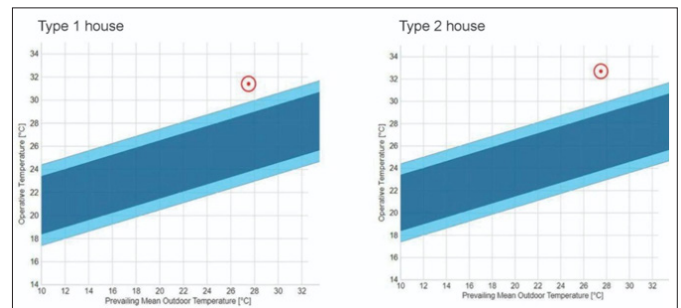 Type 1 house
34
32
30
28
26
24
22
20
18
16
14
10 12 14 16 18 20 22 24 26 28 30 32
Operative Temperature [°C]
Prevailing Mean Outdoor Temperature [°C]
Type 2 house
34
32
30
28
26
24
22
20
18
16
14
10 12 14 16 18 20 22 24 26 28 30 32
Operative Temperature [°C]
Prevailing Mean Outdoor Temperature [°C]